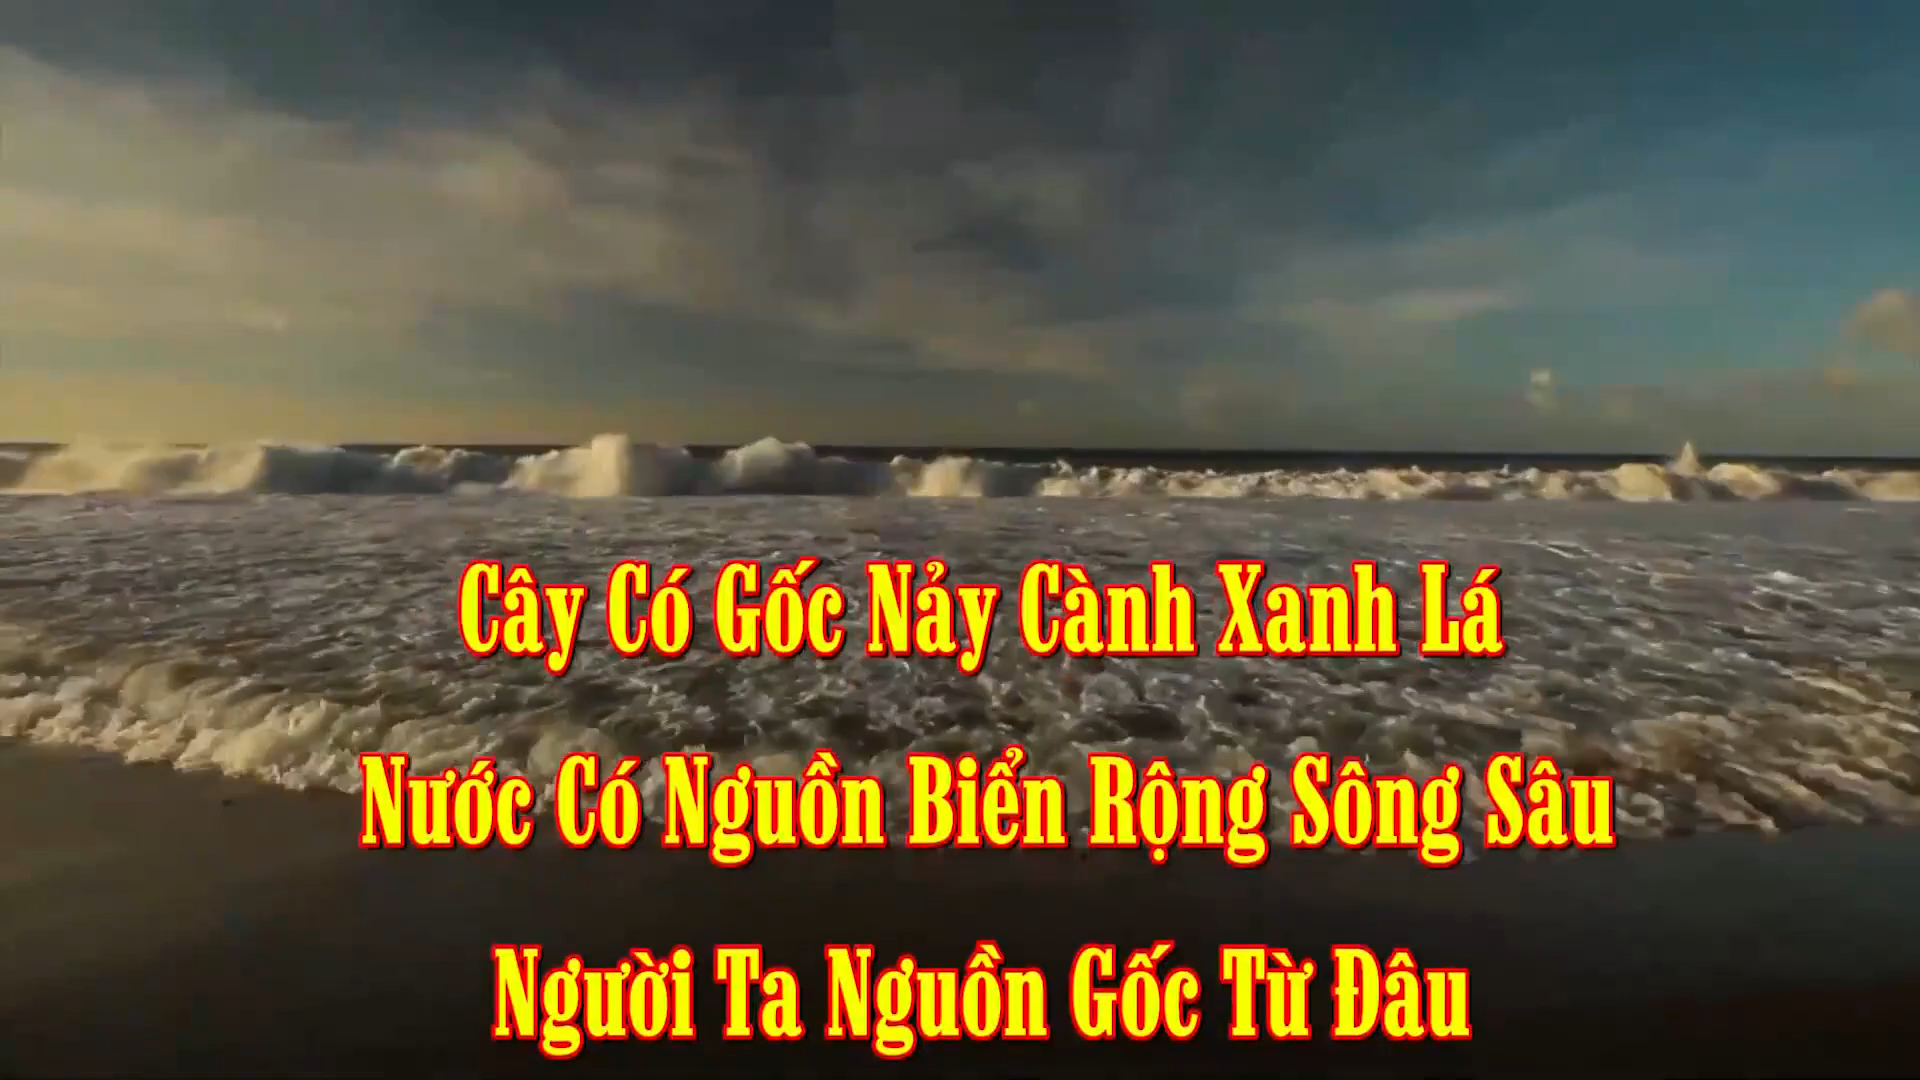 Cây Có Gốc Nảy Cành Xanh Lá
Nước Có Nguồn Biển Rộng Sông Sâu
Người Ta Nguồn Gốc Từ Đâu